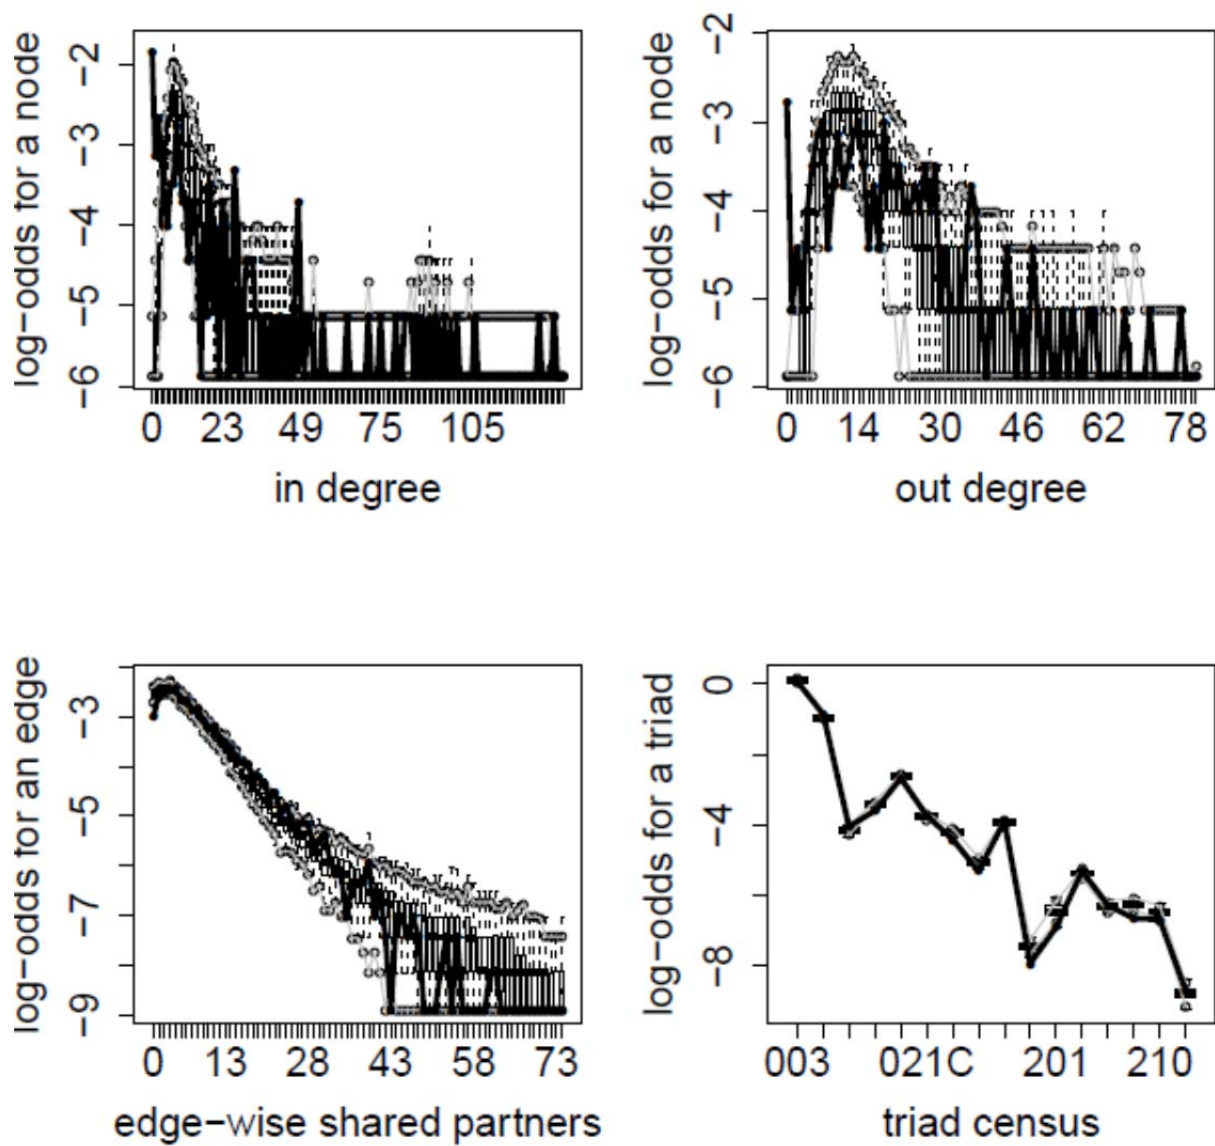 log−odds for a node
−2
−3
−4
−5
−6
0 23 49 75 105
in degree
log−odds for a node
−2
−3
−4
−5
−6
0 14 30 46 62 78
out degree
log−odds for an edge
−3
−5
−7
−9
0 13 28 43 58 73
edge−wise shared partners
log−odds for a triad
0
−4
−8
003 021C 201 210
triad census